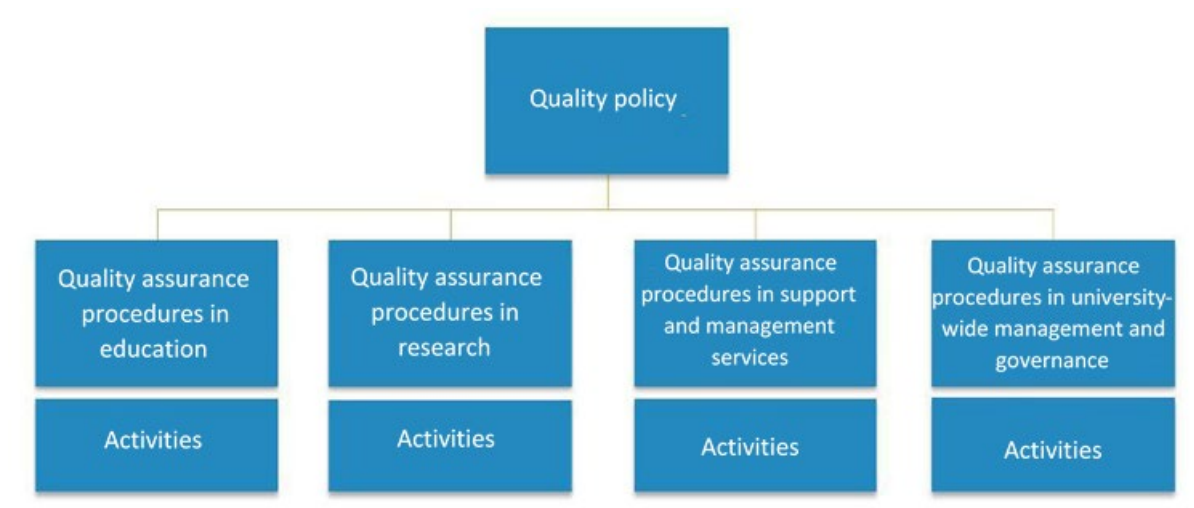 Quality policy
Quality assurance
procedures in
education
Quality assurance
procedures in
research
Quality assurance
procedures in support
and management
services
Quality assurance
procedures in university-
wide management and
governance
Activities
Activities
Activities
Activities